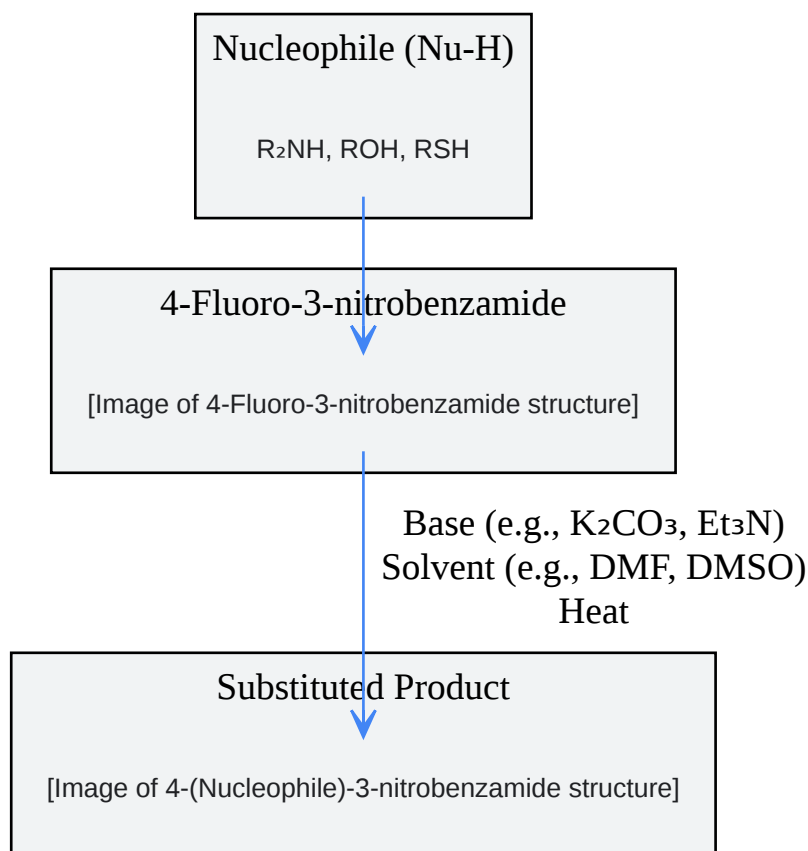 Nucleophile (Nu-H)
R₂NH, ROH, RSH
4-Fluoro-3-nitrobenzamide
[Image of 4-Fluoro-3-nitrobenzamide structure]
Base (e.g., K₂CO₃, Et₃N)
Solvent (e.g., DMF, DMSO)
Heat
Substituted Product
[Image of 4-(Nucleophile)-3-nitrobenzamide structure]